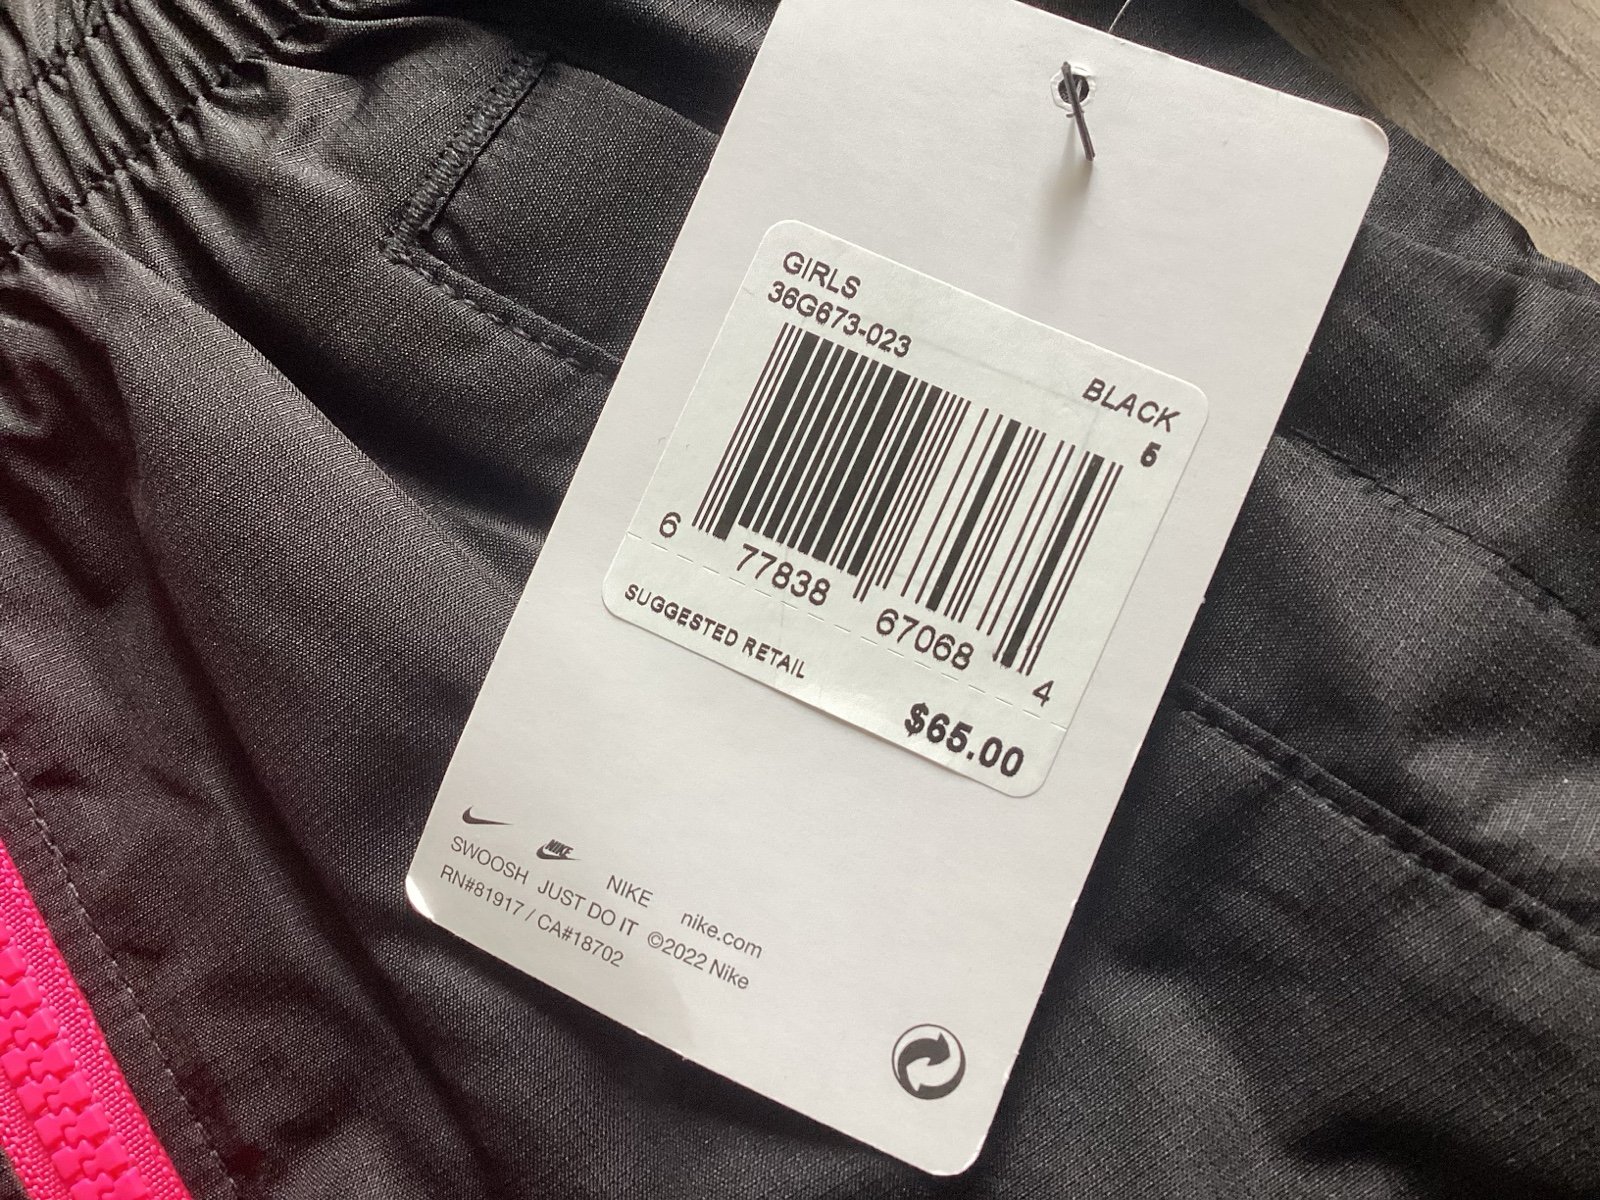 GIRLS
36G673-023
BLACK
5
6 77838 67068 4
SUGGESTED RETAIL
$65.00
NIKE
SWOOSH JUST DO IT NIKE nike.com
RN#81917 / CA#18702 ©2022 Nike